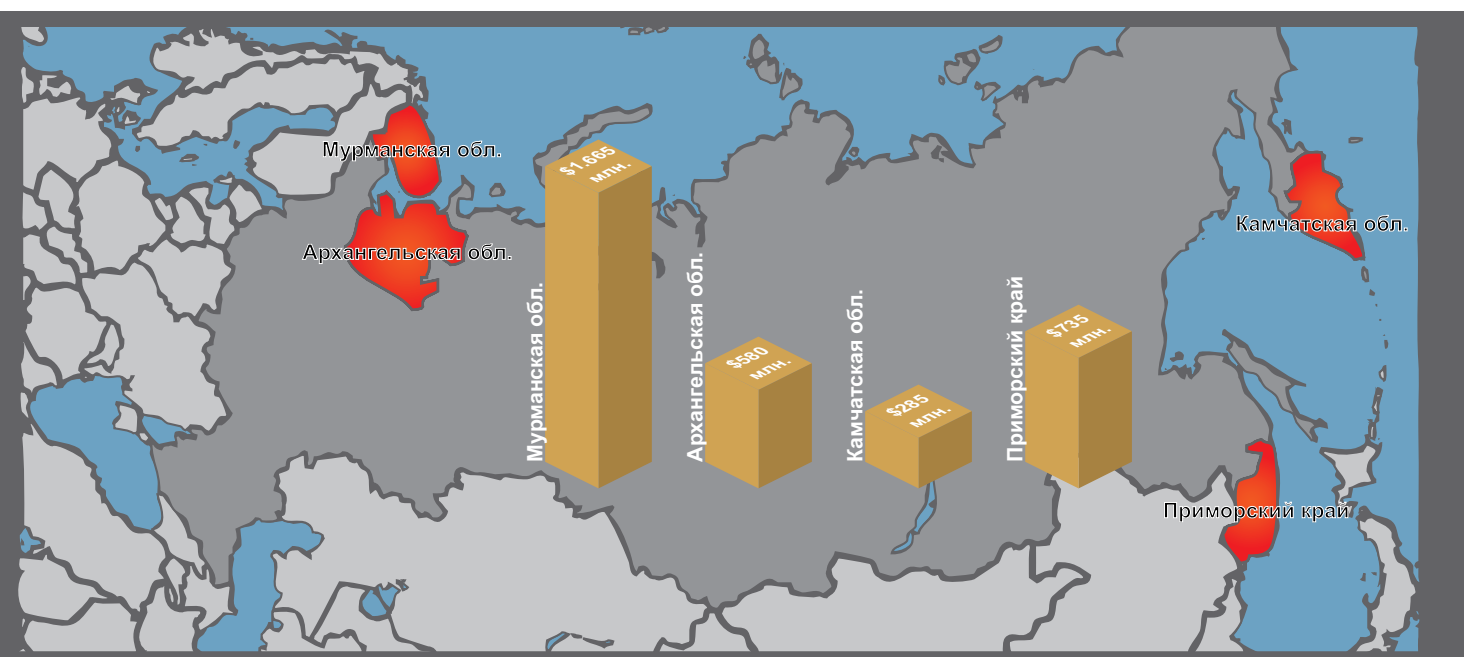 Мурманская обл.
Архангельская обл.
Камчатская обл.
Приморский край
Мурманская обл.
$1.665
млн.
Архангельская обл.
$580
млн.
Камчатская обл.
$285
млн.
Приморский край
$735
млн.